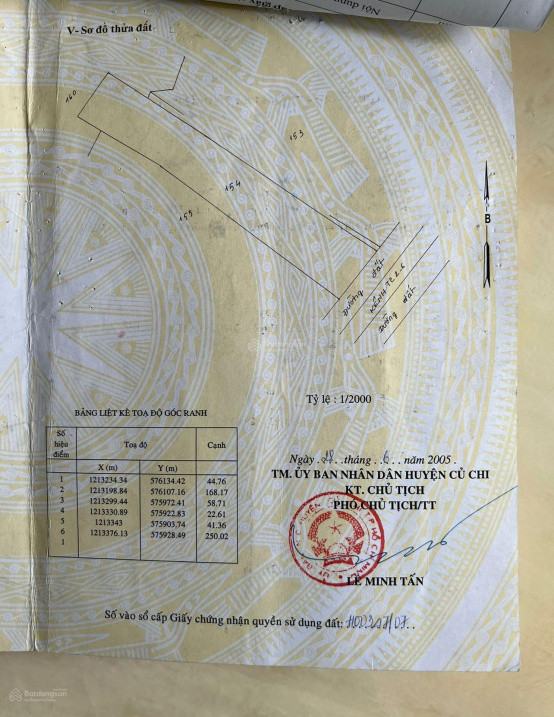 V- Sơ đồ thửa đất
160
153
154
155
Đường đất
KÊNH T2.
Đường đất
B
Tỷ lệ : 1/2000
BẢNG LIỆT KÊ TOẠ ĐỘ GÓC RANH
Số hiệu điểm | Toạ độ | Cạnh
X (m) | Y (m)
1 | 1213234.34 | 576134.42 | 44.76
2 | 1213198.84 | 576107.16 | 168.17
3 | 1213299.44 | 575972.41 | 58.71
4 | 1213330.89 | 575922.83 | 22.61
5 | 1213343 | 575903.74 | 41.36
6 | 1213376.13 | 575928.49 | 250.02
1
Ngày 28 tháng 6 năm 2005
TM. ỦY BAN NHÂN DÂN HUYỆN CỦ CHI
KT. CHỦ TỊCH
PHÓ CHỦ TỊCH/TT
LÊ MINH TẤN
Số vào sổ cấp Giấy chứng nhận quyền sử dụng đất:
Batdongsan